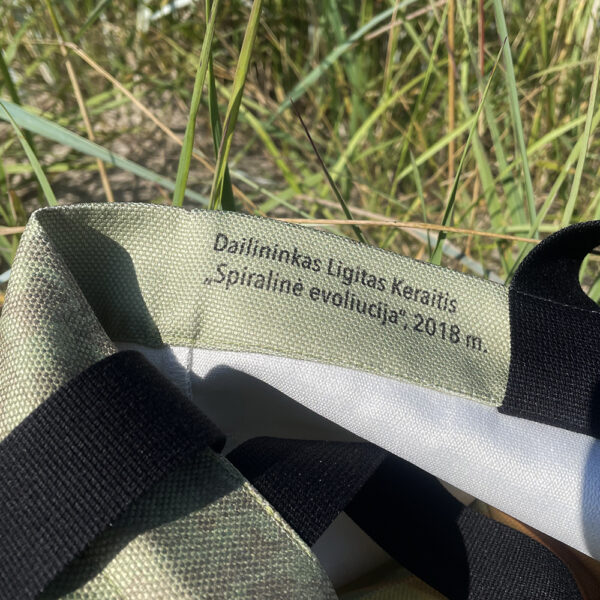 Dailininkas Ligitas Keraitis
„Spiralinė evoliucija“, 2018 m.